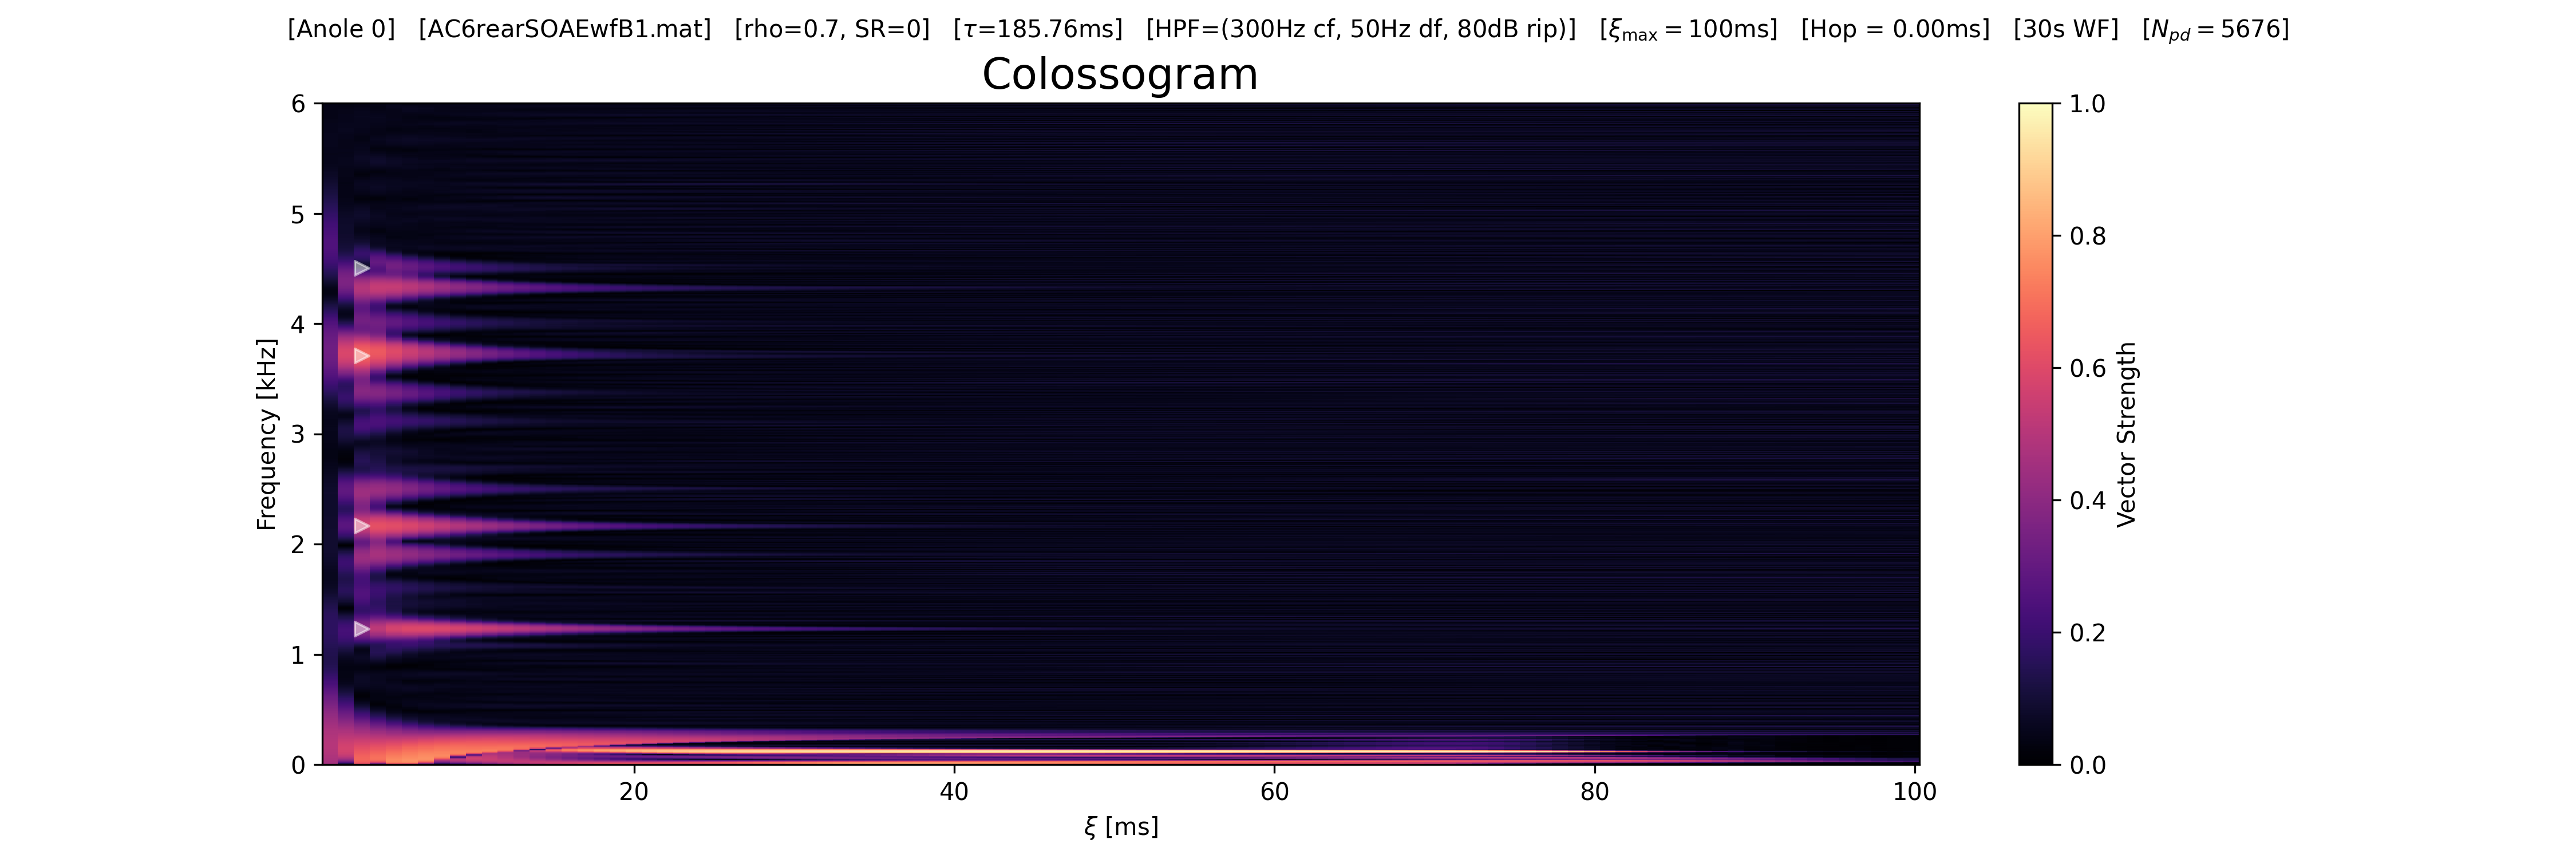 [Anole 0] [AC6rearSOAEwfB1.mat] [rho=0.7, SR=0] [τ=185.76ms] [HPF=(300Hz cf, 50Hz df, 80dB rip)] [ξmax = 100ms] [Hop = 0.00ms] [30s WF] [Npd = 5676]
Colossogram
6
5
4
3
2
1
0
Frequency [kHz]
20 40 60 80 100
ξ [ms]
1.0
0.8
0.6
0.4
0.2
0.0
Vector Strength